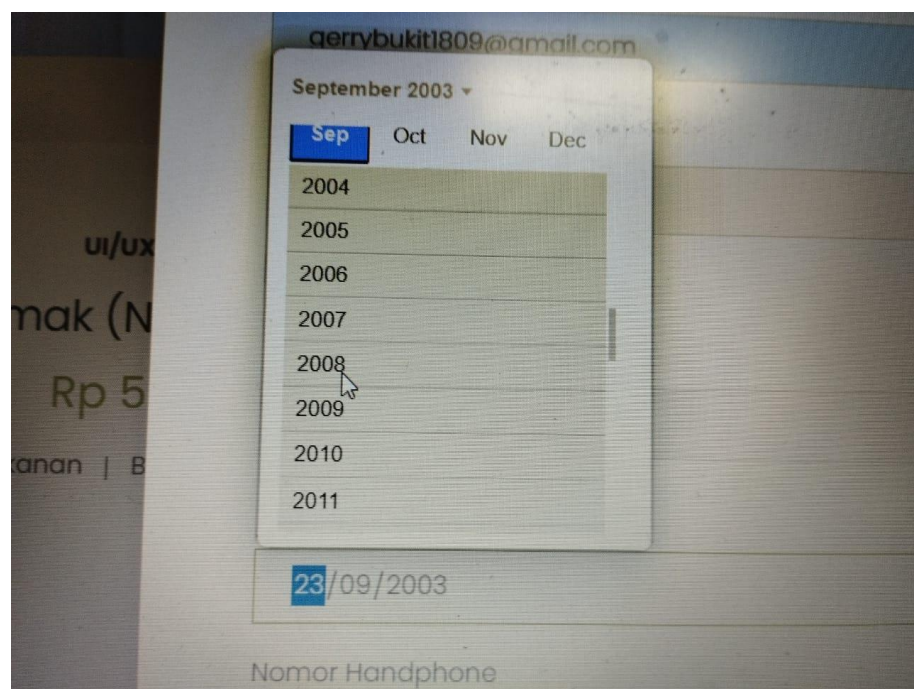 gerrybukit1809@gmail.com
September 2003
Sep Oct Nov Dec
2004
2005
2006
2007
2008
2009
2010
2011
UI/UX
mak (N
Rp 5
kanan | B
23/09/2003
Nomor Handphone